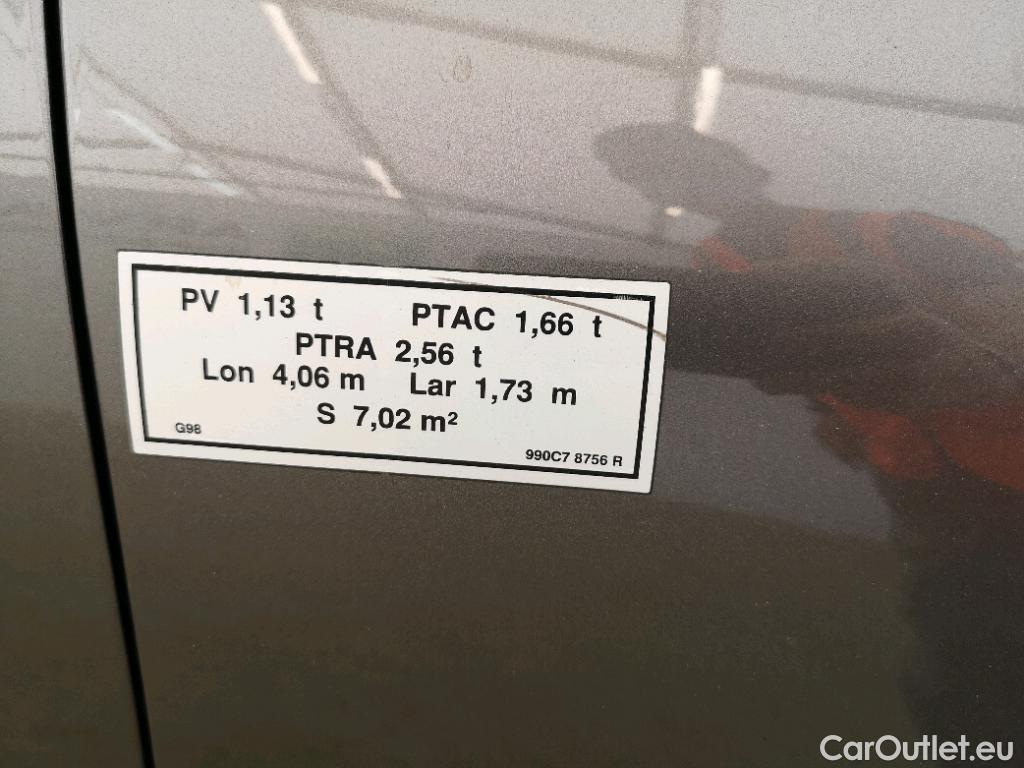 PV 1,13 t PTAC 1,66 t
PTRA 2,56 t
Lon 4,06 m Lar 1,73 m
S 7,02 m²
G98 990C7 8756 R
CarOutlet.eu